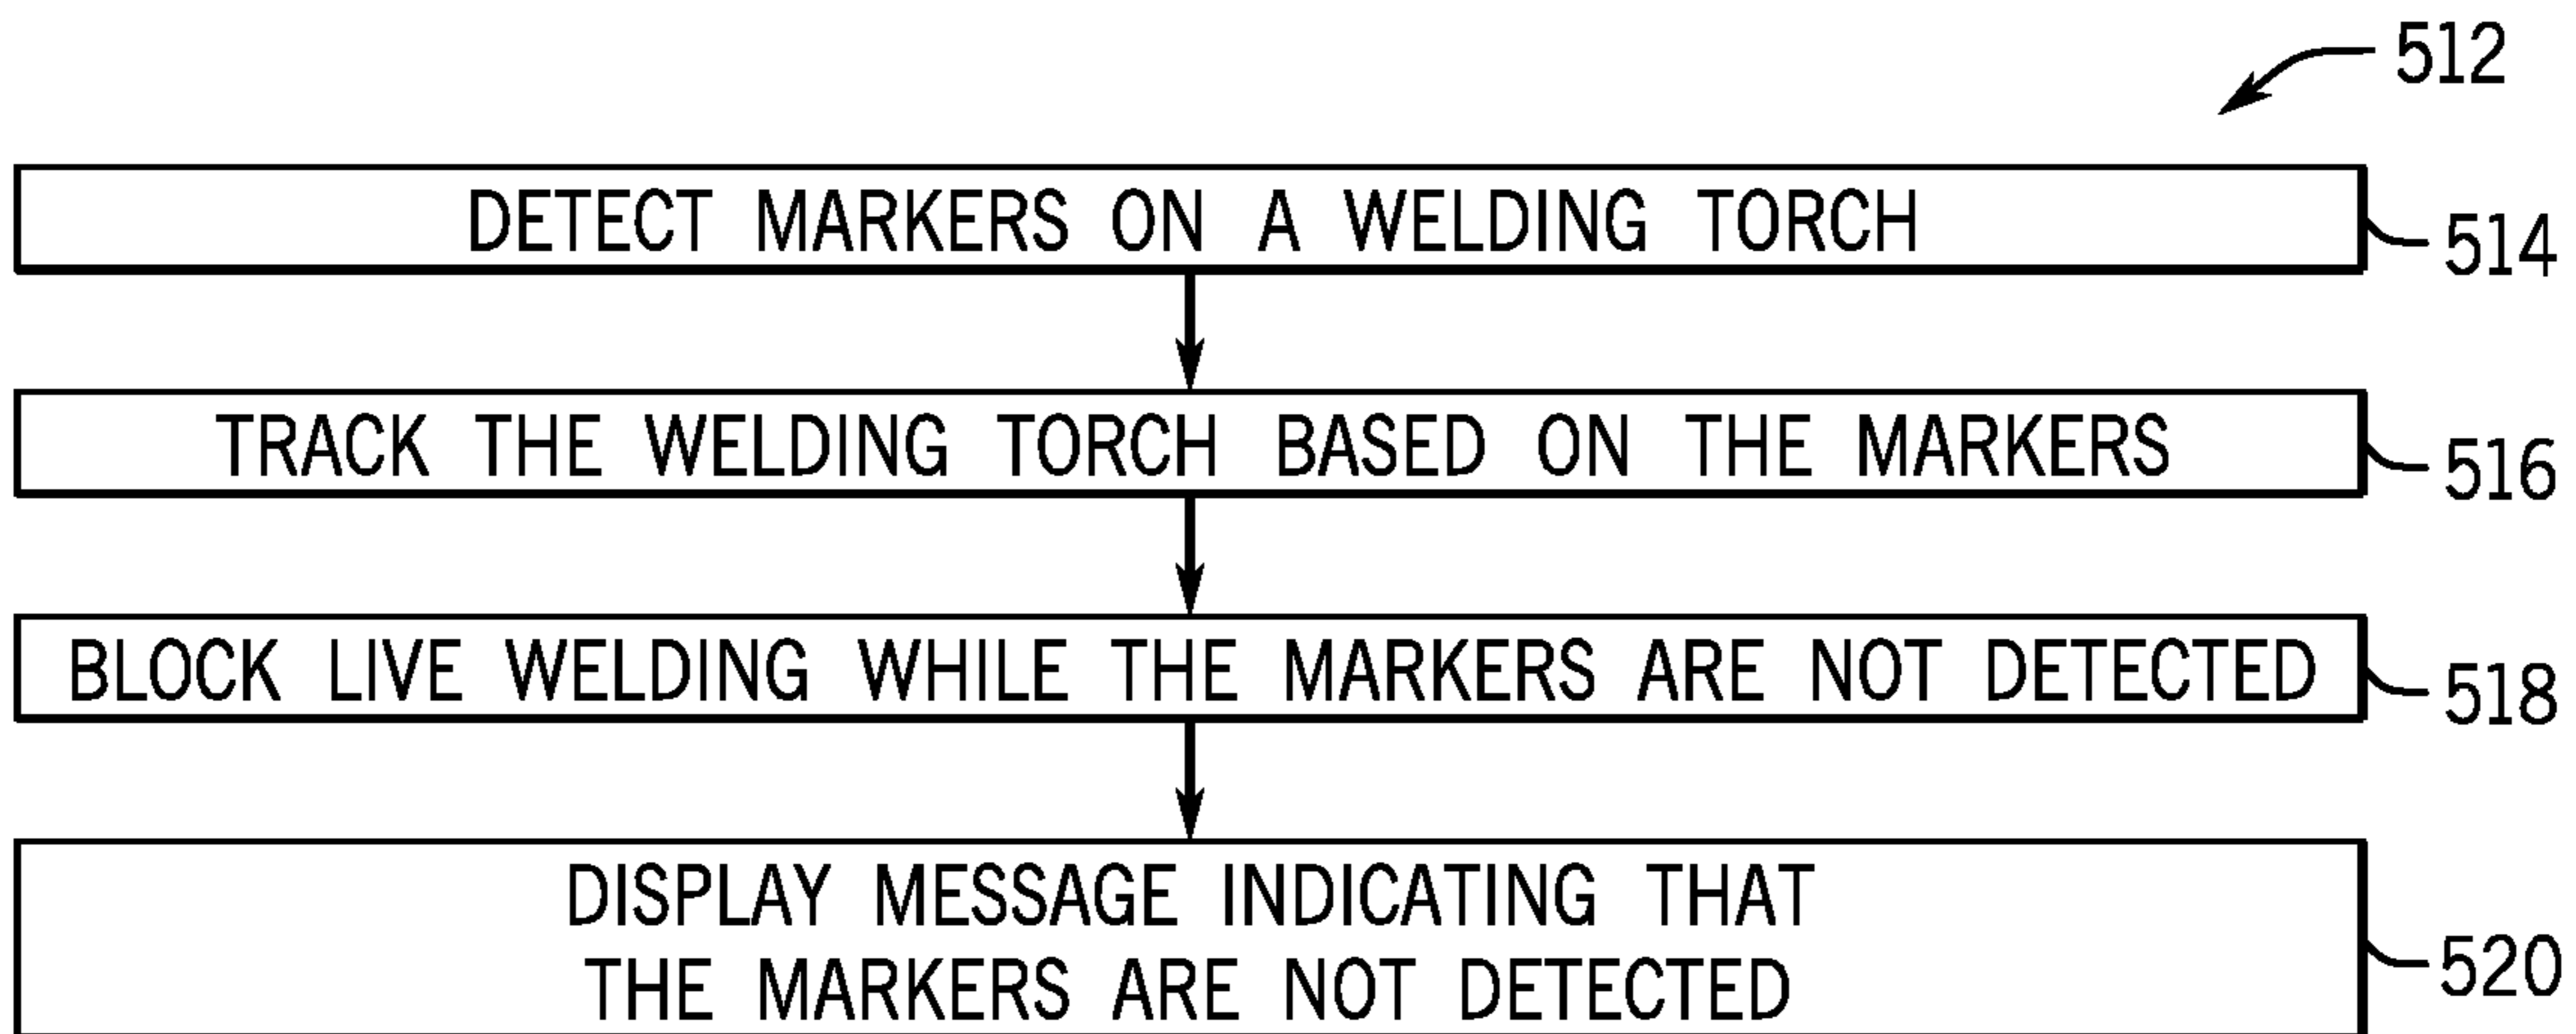 512
DETECT MARKERS ON A WELDING TORCH
514
TRACK THE WELDING TORCH BASED ON THE MARKERS
516
BLOCK LIVE WELDING WHILE THE MARKERS ARE NOT DETECTED
518
DISPLAY MESSAGE INDICATING THAT
THE MARKERS ARE NOT DETECTED
520